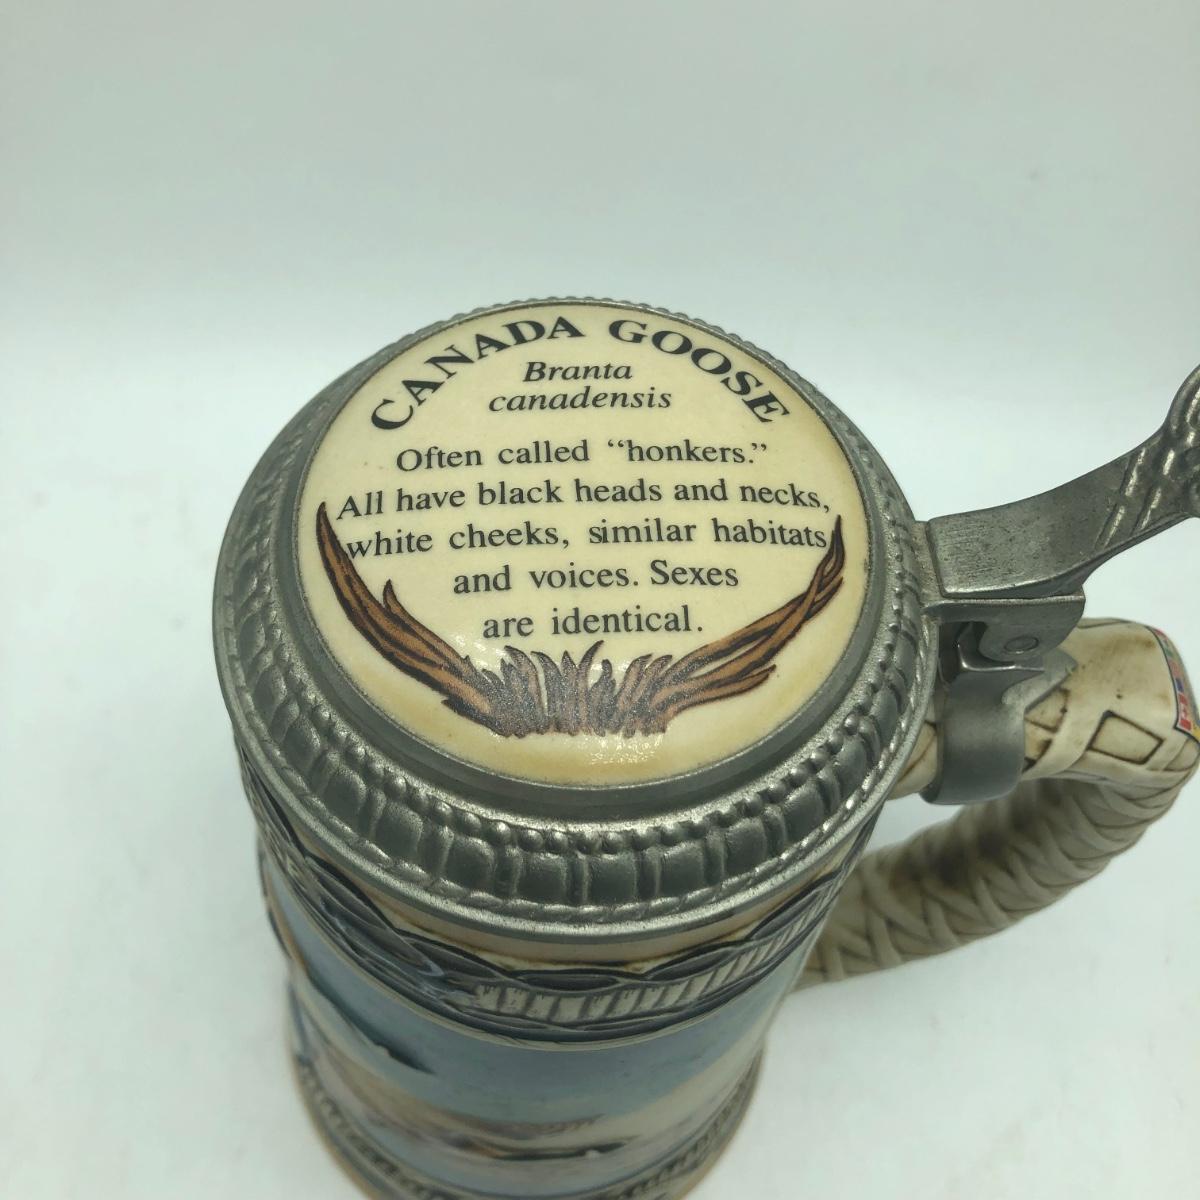 CANADA GOOSE
Branta
canadensis
Often called “honkers.”
All have black heads and necks,
white cheeks, similar habitats
and voices. Sexes
are identical.